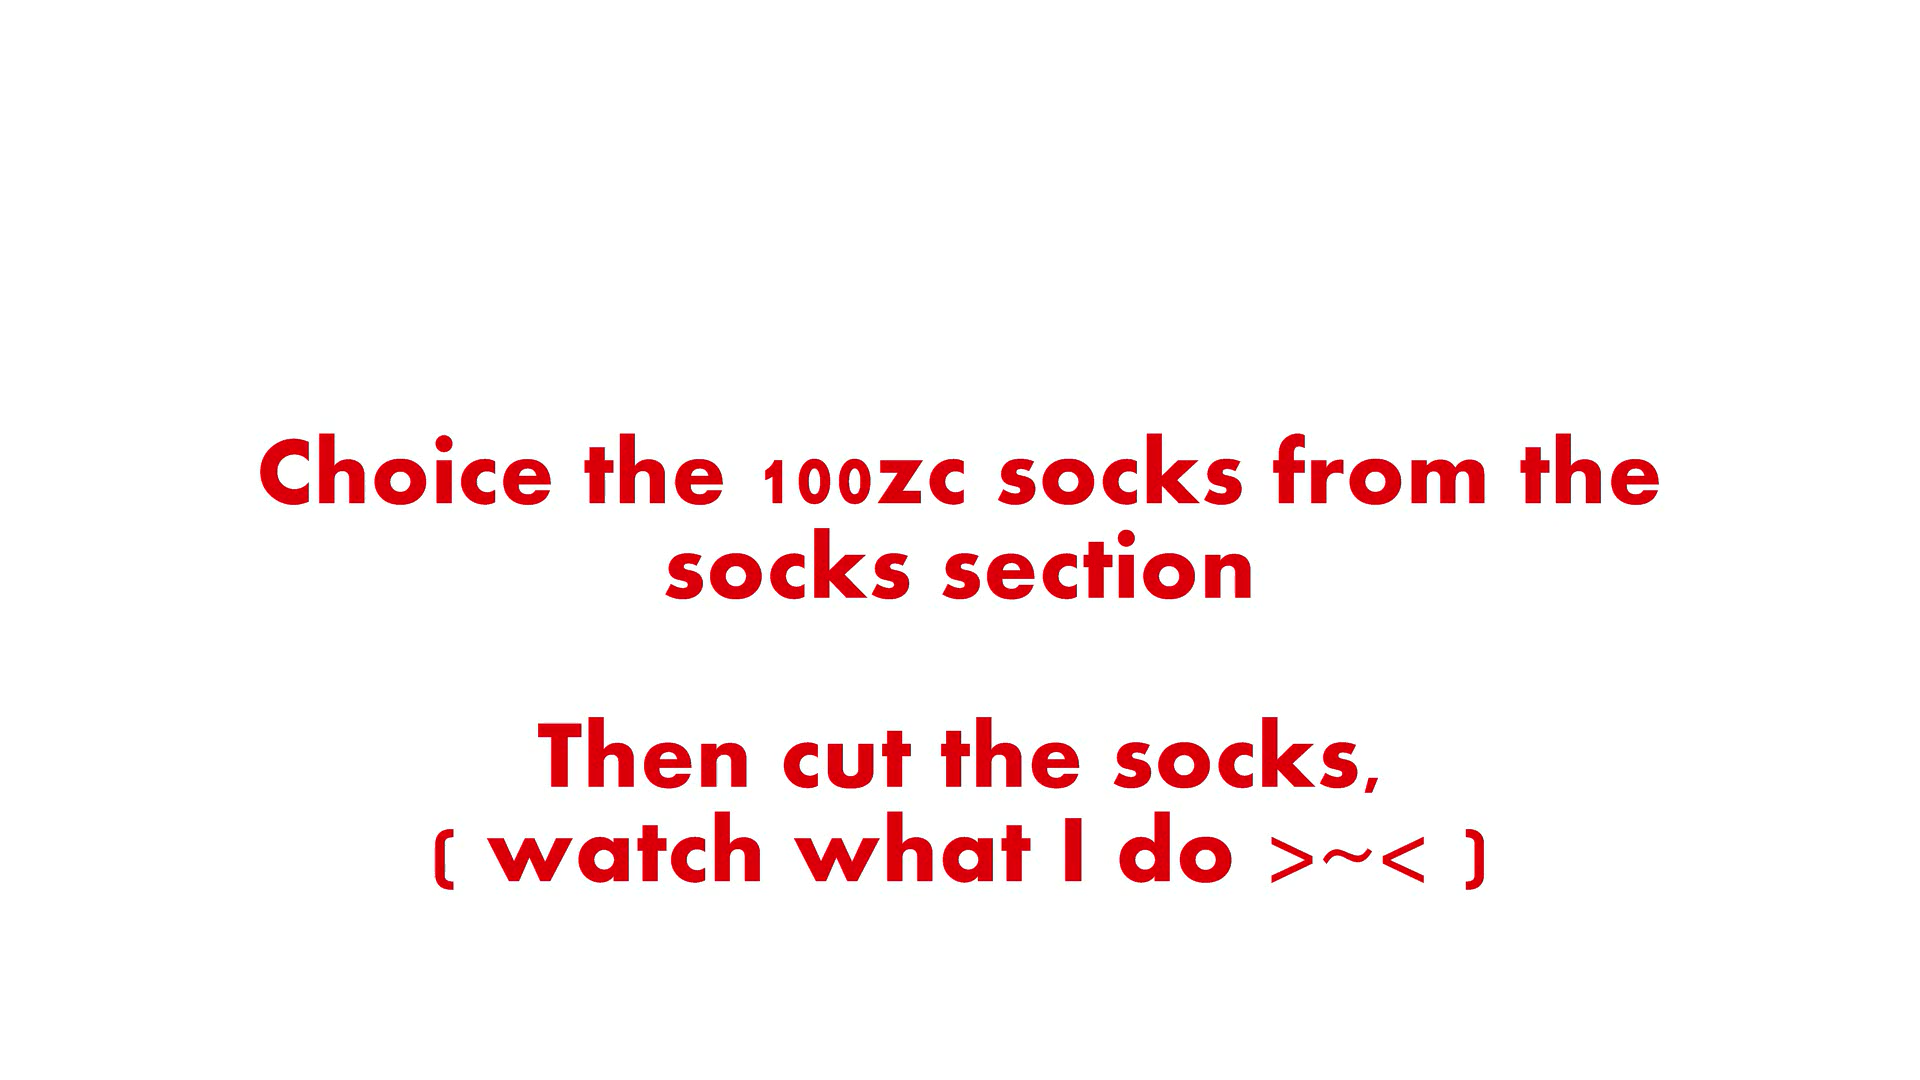 Choice the 100zc socks from the
socks section
Then cut the socks,
( watch what I do >~< )